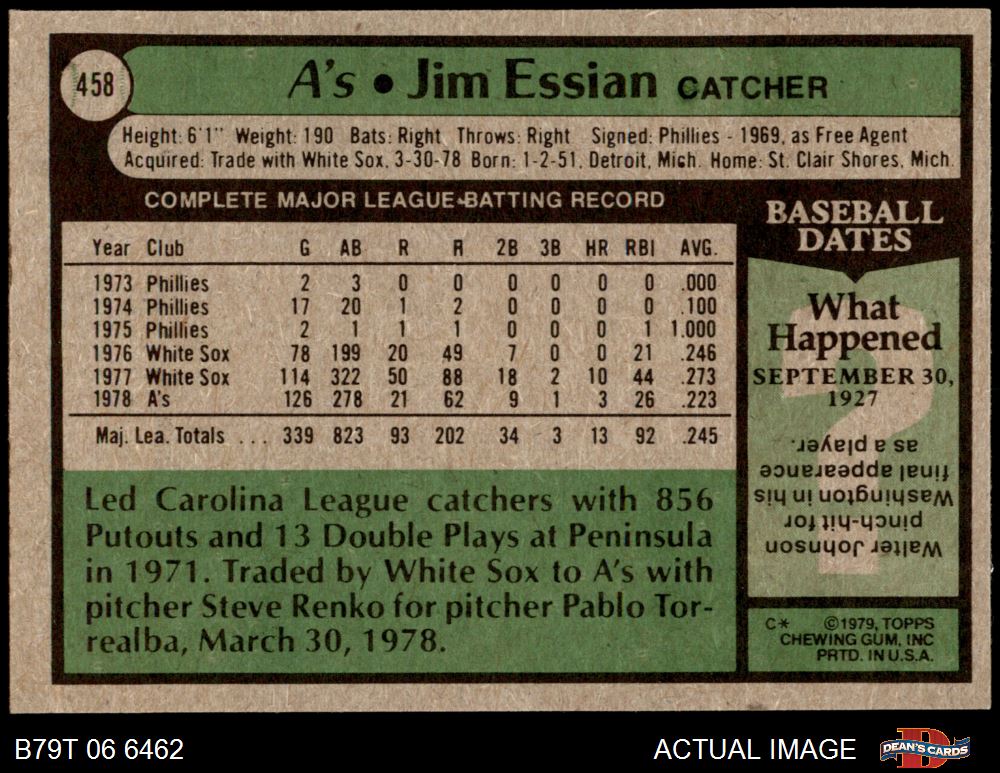 458
A's • Jim Essian CATCHER
Height: 6'1" Weight: 190 Bats: Right Throws: Right Signed: Phillies - 1969, as Free Agent
Acquired: Trade with White Sox, 3-30-78 Born: 1-2-51, Detroit, Mich. Home: St. Clair Shores, Mich.
COMPLETE MAJOR LEAGUE BATTING RECORD
Year Club G AB R H 2B 3B HR RBI AVG.
1973 Phillies 2 3 0 0 0 0 0 0 .000
1974 Phillies 17 20 1 2 0 0 0 0 .100
1975 Phillies 2 1 1 1 0 0 0 1 1.000
1976 White Sox 78 199 20 49 7 0 0 21 .246
1977 White Sox 114 322 50 88 18 2 10 44 .273
1978 A's 126 278 21 62 9 1 3 26 .223
Maj. Lea. Totals ... 339 823 93 202 34 3 13 92 .245
Led Carolina League catchers with 856
Putouts and 13 Double Plays at Peninsula
in 1971. Traded by White Sox to A's with
pitcher Steve Renko for pitcher Pablo Tor-
realba, March 30, 1978.
BASEBALL
DATES
What
Happened
SEPTEMBER 30,
1927
?
Walter Johnson
pinch-hit for
Washington in his
final appearance
as a player.
C* ©1979, TOPPS
CHEWING GUM, INC
PRTD. IN U.S.A.
B79T 06 6462
ACTUAL IMAGE
B
DEAN'S CARDS